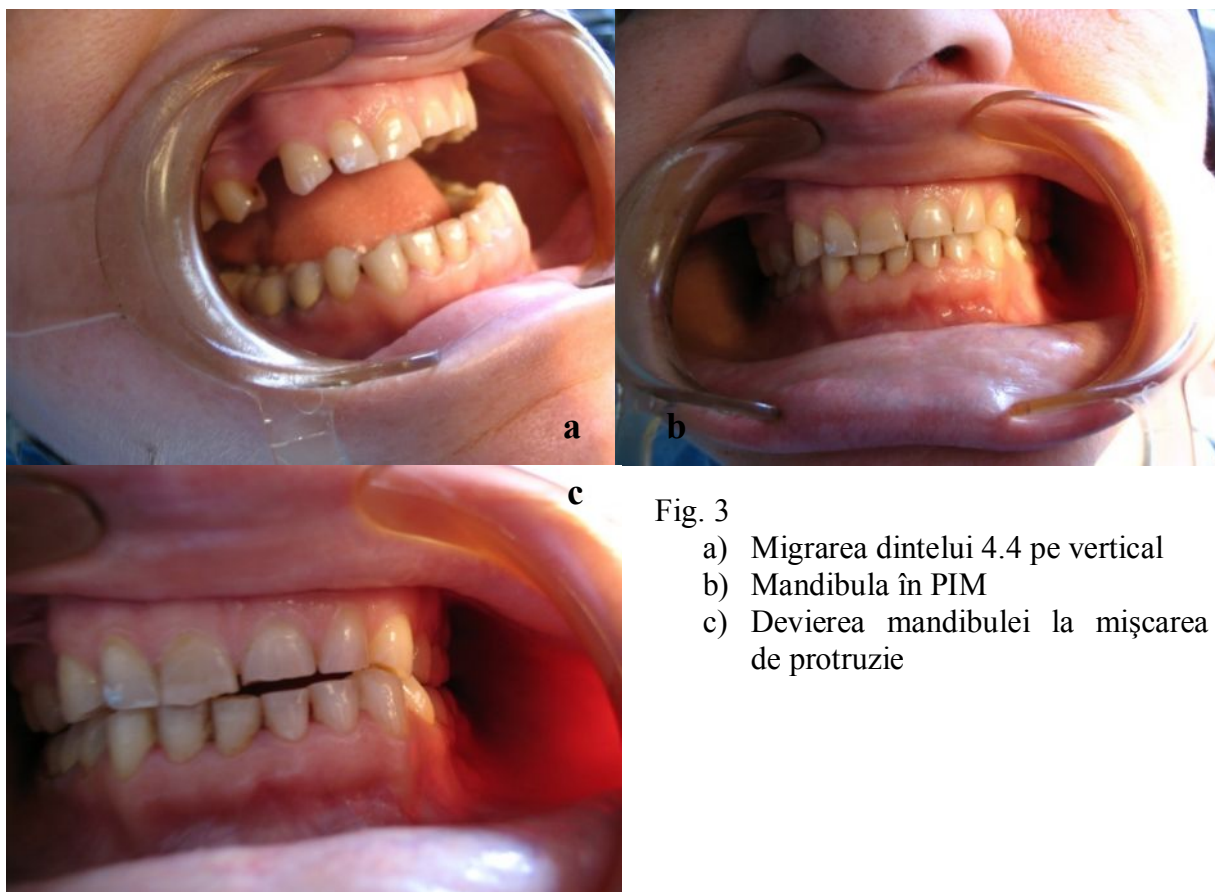 a
b
c
Fig. 3
a) Migrarea dintelui 4.4 pe vertical
b) Mandibula în PIM
c) Devierea mandibulei la mişcarea
de protruzie